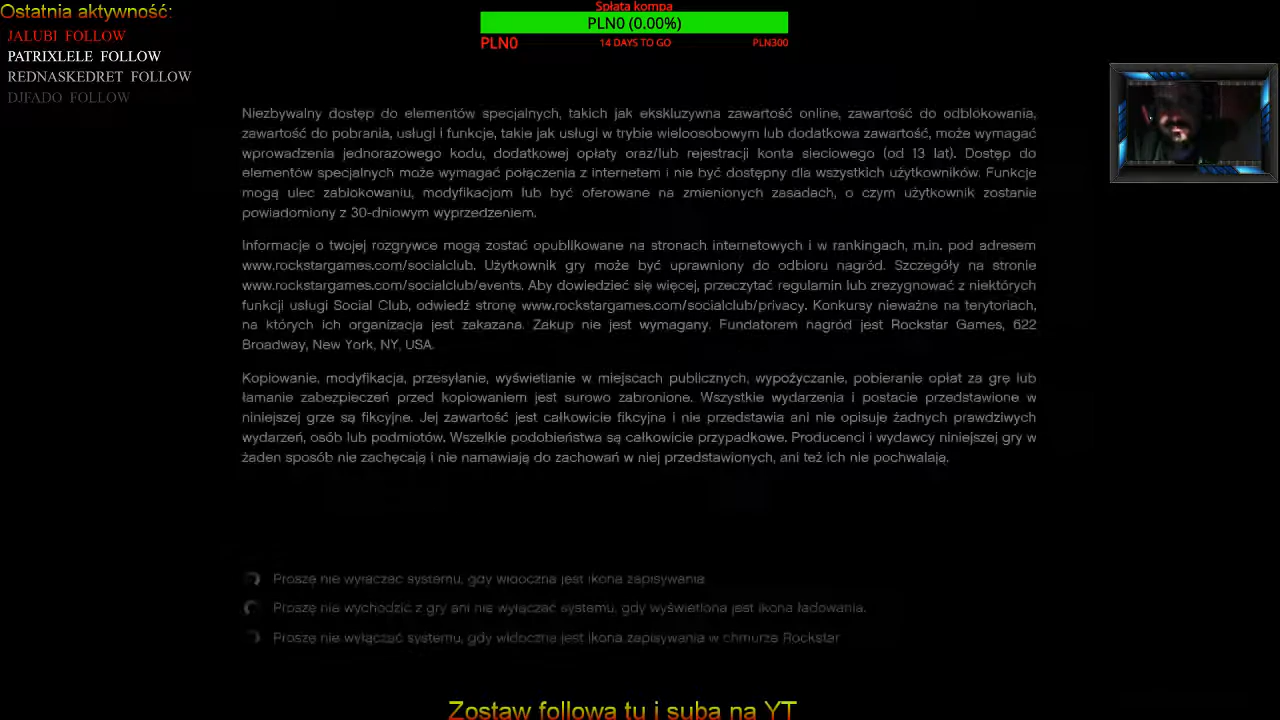 Ostatnia aktywność:
JALUBI FOLLOW
PATRIXLELE FOLLOW
REDNASKEDRET FOLLOW
DJFADO FOLLOW
Spłata kompa
PLN0 (0.00%)
PLN0 14 DAYS TO GO PLN300
Niezbywalny dostęp do elementów specjalnych, takich jak ekskluzywna zawartość online, zawartość do odblokowania,
zawartość do pobrania, usługi i funkcje, takie jak usługi w trybie wieloosobowym lub dodatkowa zawartość, może wymagać
wprowadzenia jednorazowego kodu, dodatkowej opłaty oraz/lub rejestracji konta sieciowego (od 13 lat). Dostęp do
elementów specjalnych może wymagać połączenia z internetem i nie być dostępny dla wszystkich użytkowników. Funkcje
mogą ulec zablokowaniu, modyfikacjom lub być oferowane na zmienionych zasadach, o czym użytkownik zostanie
powiadomiony z 30-dniowym wyprzedzeniem.
Informacje o twojej rozgrywce mogą zostać opublikowane na stronach internetowych i w rankingach, m.in. pod adresem
www.rockstargames.com/socialclub. Użytkownik gry może być uprawniony do odbioru nagród. Szczegóły na stronie
www.rockstargames.com/socialclub/events. Aby dowiedzieć się więcej, przeczytać regulamin lub zrezygnować z niektórych
funkcji usługi Social Club, odwiedź stronę www.rockstargames.com/socialclub/privacy. Konkursy nieważne na terytoriach,
na których ich organizacja jest zakazana. Zakup nie jest wymagany. Fundatorem nagród jest Rockstar Games, 622
Broadway, New York, NY, USA.
Kopiowanie, modyfikacja, przesyłanie, wyświetlanie w miejscach publicznych, wypożyczanie, pobieranie opłat za grę lub
łamanie zabezpieczeń przed kopiowaniem jest surowo zabronione. Wszystkie wydarzenia i postacie przedstawione w
niniejszej grze są fikcyjne. Jej zawartość jest całkowicie fikcyjna i nie przedstawia ani nie opisuje żadnych prawdziwych
wydarzeń, osób lub podmiotów. Wszelkie podobieństwa są całkowicie przypadkowe. Producenci i wydawcy niniejszej gry w
żaden sposób nie zachęcają i nie namawiają do zachowań w niej przedstawionych, ani też ich nie pochwalają.
Proszę nie wyłączać systemu, gdy widoczna jest ikona zapisywania
Proszę nie wychodzić z gry ani nie wyłączać systemu, gdy wyświetlona jest ikona ładowania.
Proszę nie wyłączać systemu, gdy widoczna jest ikona zapisywania w chmurze Rockstar
Zostaw followa tu i suba na YT